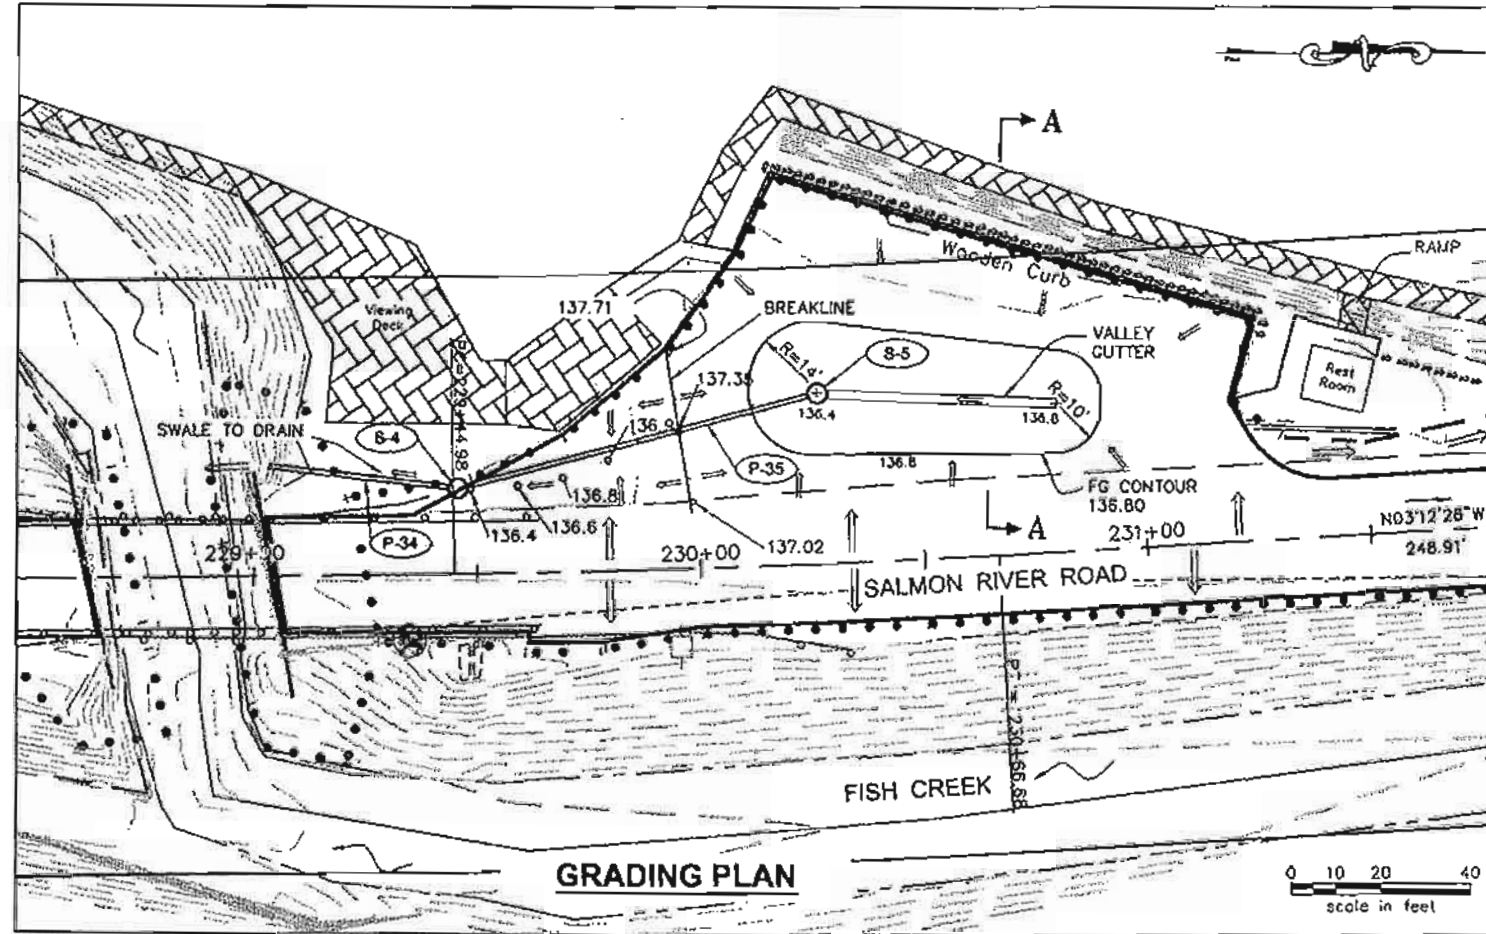 A
RAMP
Wooden Curb
137.71
BREAKLINE
Viewing
Deck
VALLEY
GUTTER
S-5
R=14'
Rest
Room
137.35
R=10'
136.4
136.8
136.9
SWALE TO DRAIN
S-4
136.8
P-35
FG CONTOUR
136.80
136.8
136.6
136.4
P-34
137.02
A
N03°12'28"W
248.91'
229+00
230+00
231+00
SALMON RIVER ROAD
FISH CREEK
GRADING PLAN
0 10 20 40
scale in feet